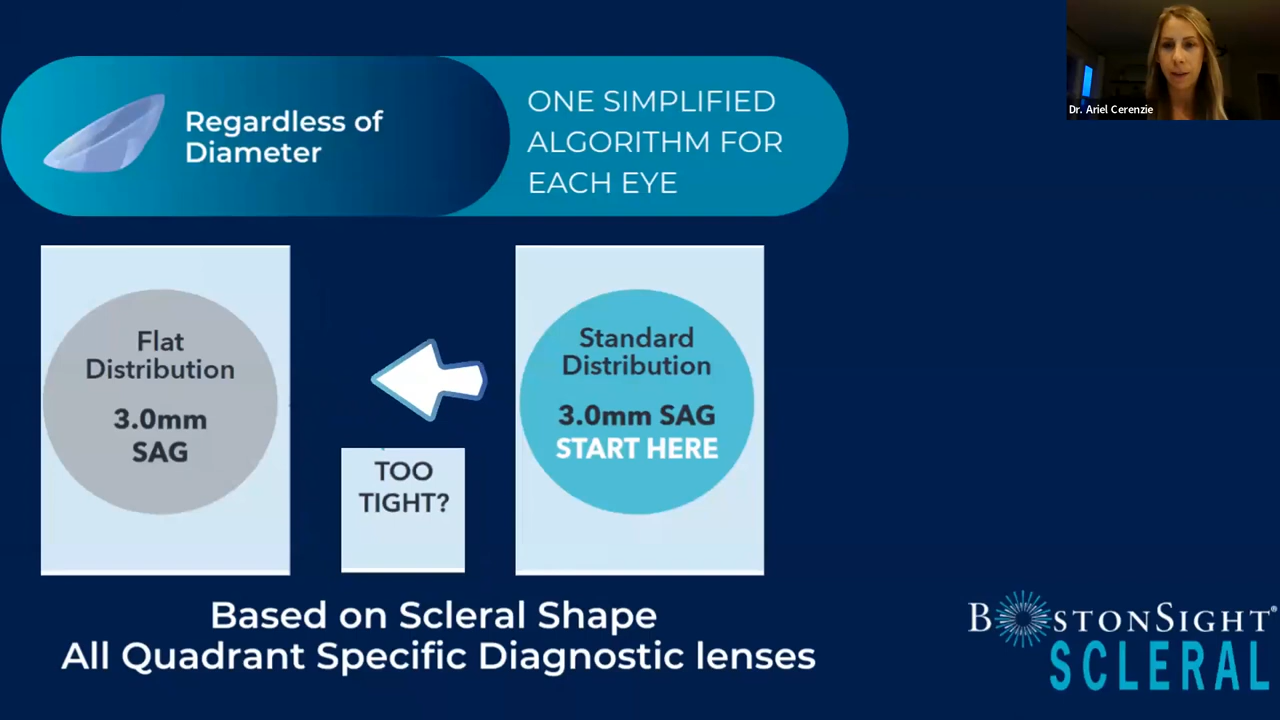 Regardless of
Diameter
ONE SIMPLIFIED
ALGORITHM FOR
EACH EYE
Dr. Ariel Cerenzie
Flat
Distribution
3.0mm
SAG
TOO
TIGHT?
Standard
Distribution
3.0mm SAG
START HERE
Based on Scleral Shape
All Quadrant Specific Diagnostic lenses
BOSTONSIGHT®
SCLERAL